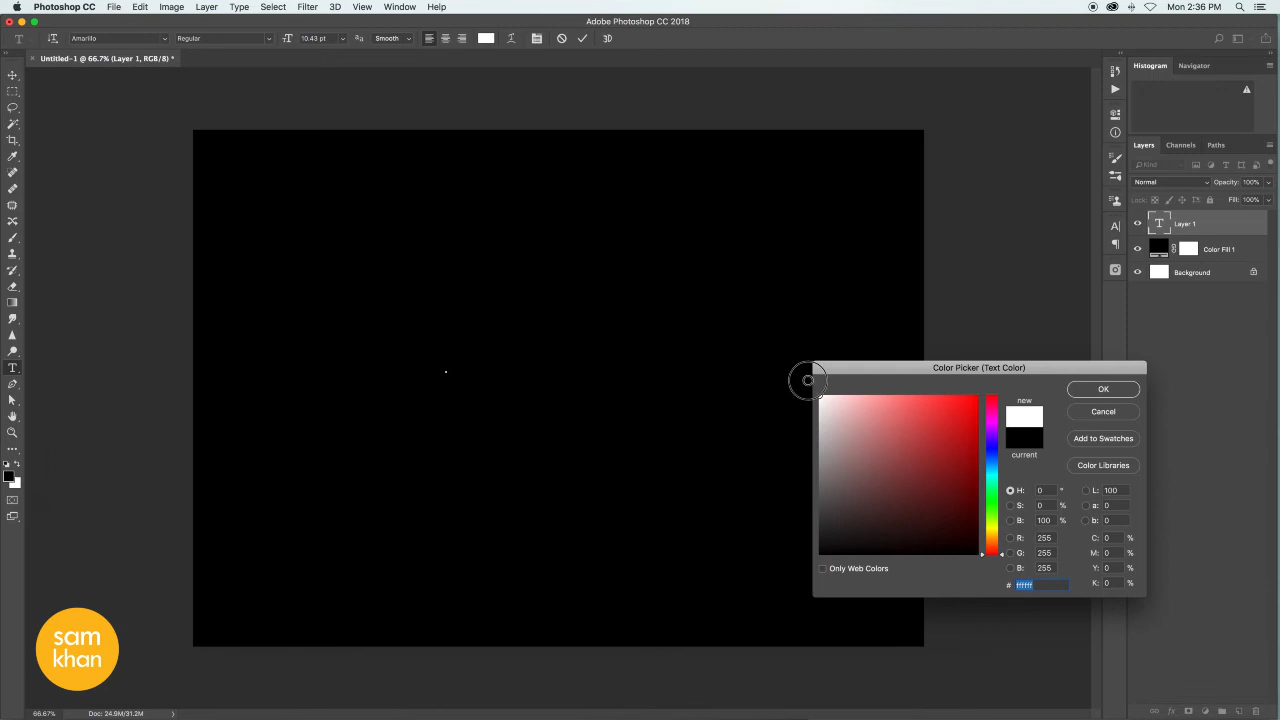 Photoshop CC File Edit Image Layer Type Select Filter 3D View Window Help Mon 2:36 PM
Adobe Photoshop CC 2018
Amarillo Regular 10.43 pt Smooth 3D
Untitled-1 @ 66.7% (Layer 1, RGB/8) *
Histogram Navigator
Layers Channels Paths
Kind
Normal Opacity: 100%
Lock: Fill: 100%
Layer 1
Color Fill 1
Background
Color Picker (Text Color)
new
current
OK
Cancel
Add to Swatches
Color Libraries
H: 0 ° L: 100
S: 0 % a: 0
B: 100 % b: 0
R: 255 C: 0 %
G: 255 M: 0 %
B: 255 Y: 0 %
# ffffff K: 0 %
Only Web Colors
sam
khan
66.67% Doc: 24.9M/31.2M